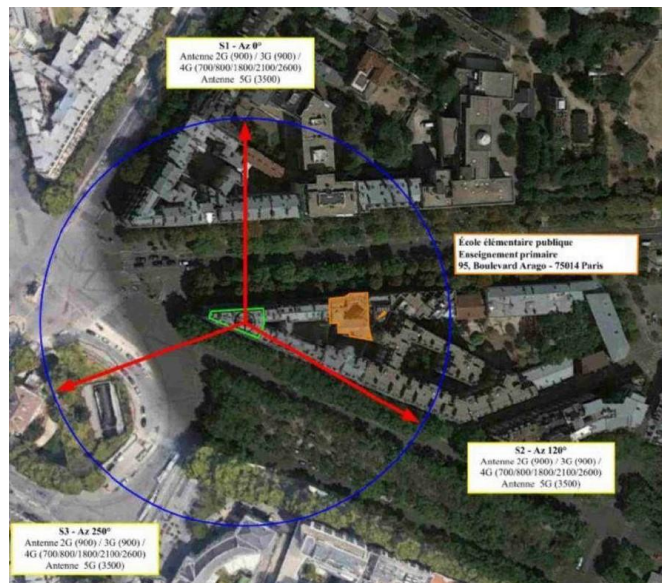 S1 - Az 0°
Antenne 2G (900) / 3G (900) /
4G (700/800/1800/2100/2600)
Antenne 5G (3500)
École élémentaire publique
Enseignement primaire
95, Boulevard Arago - 75014 Paris
S2 - Az 120°
Antenne 2G (900) / 3G (900) /
4G (700/800/1800/2100/2600)
Antenne 5G (3500)
S3 - Az 250°
Antenne 2G (900) / 3G (900) /
4G (700/800/1800/2100/2600)
Antenne 5G (3500)